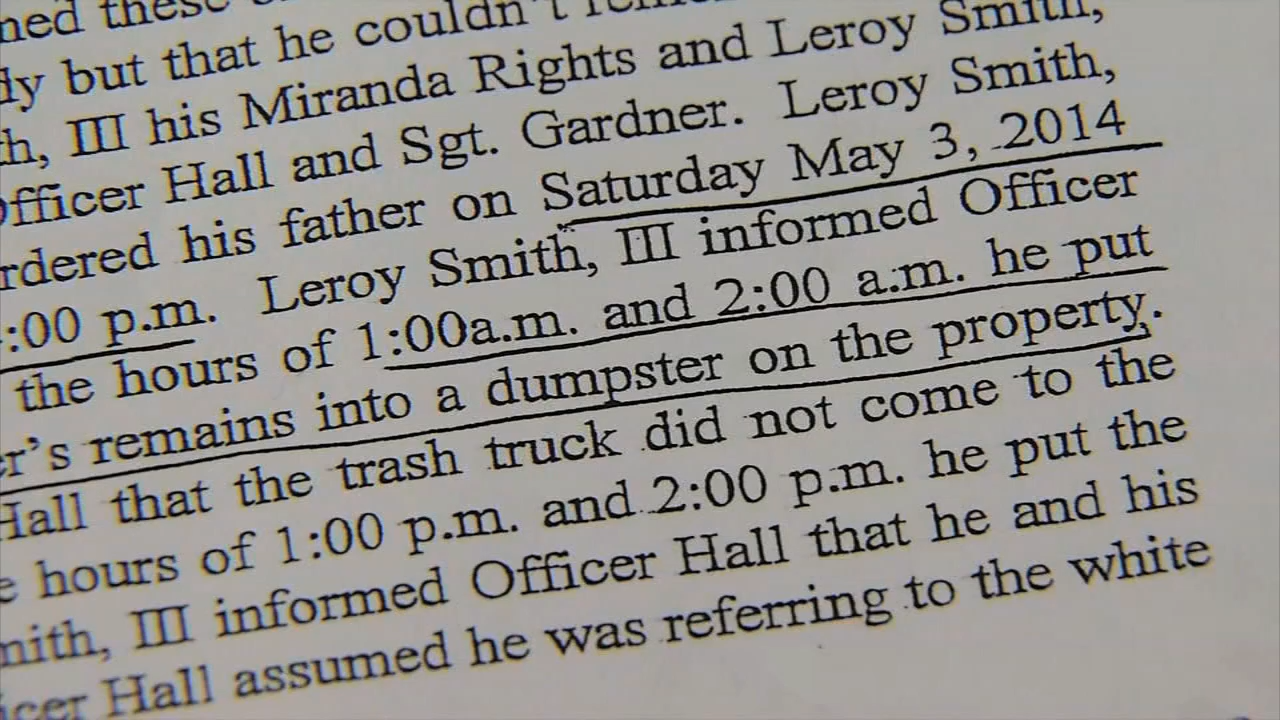 ned these
but that he couldn't
h, III his Miranda Rights and Leroy Smith,
Officer Hall and Sgt. Gardner. Leroy Smith,
rdered his father on Saturday May 3, 2014
:00 p.m. Leroy Smith, III informed Officer
the hours of 1:00a.m. and 2:00 a.m. he put
er's remains into a dumpster on the property.
Hall that the trash truck did not come to the
e hours of 1:00 p.m. and 2:00 p.m. he put the
mith, III informed Officer Hall that he and his
icer Hall assumed he was referring to the white